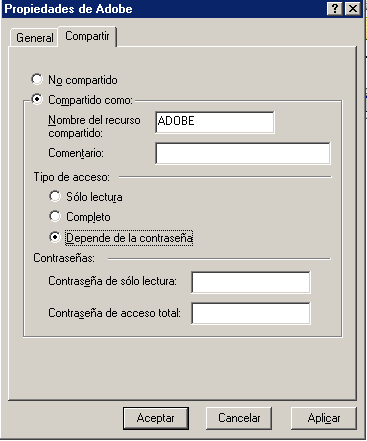 Propiedades de Adobe
General Compartir
No compartido
Compartido como:
Nombre del recurso
compartido:
ADOBE
Comentario:
Tipo de acceso:
Sólo lectura
Completo
Depende de la contraseña
Contraseñas:
Contraseña de sólo lectura:
Contraseña de acceso total:
Aceptar Cancelar Aplicar